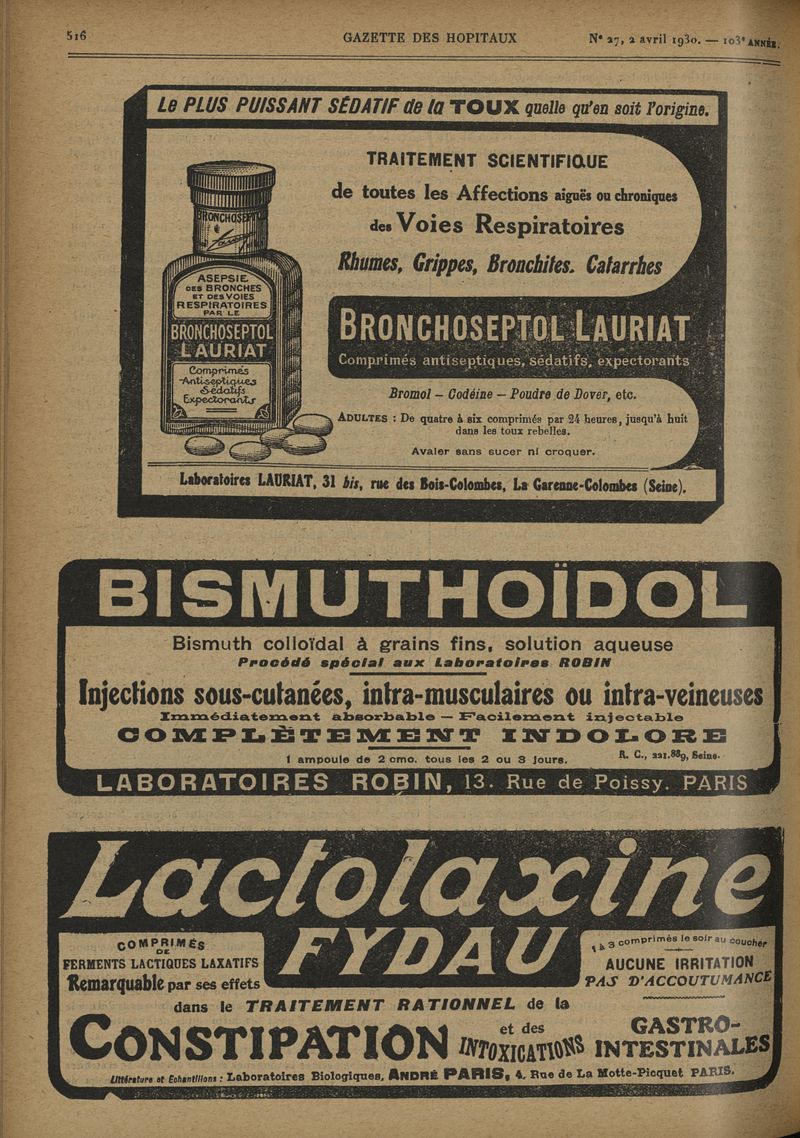 516
GAZETTE DES HOPITAUX
N° 27, 2 avril 1930. — 103e ANNÉE.
Le PLUS PUISSANT SÉDATIF de la TOUX quelle qu'en soit l'origine.
TRAITEMENT SCIENTIFIQUE
de toutes les Affections aiguës ou chroniques
des Voies Respiratoires
Rhumes, Grippes, Bronchites. Catarrhes
BRONCHOSEPTOL
Lauriat
ASEPSIE
DES BRONCHES
ET DES VOIES
RESPIRATOIRES
PAR LE
BRONCHOSEPTOL
LAURIAT
Comprimés
Antiseptiques
Sédatifs
Expectorants
BRONCHOSEPTOL LAURIAT
Comprimés antiseptiques, sédatifs, expectorants
Bromol — Codéine — Poudre de Dover, etc.
ADULTES : De quatre à six comprimés par 24 heures, jusqu'à huit
dans les toux rebelles.
Avaler sans sucer ni croquer.
Laboratoires LAURIAT, 31 bis, rue des Bois-Colombes, La Garenne-Colombes (Seine).
BISMUTHOÏDOL
Bismuth colloïdal à grains fins, solution aqueuse
Procédé spécial aux Laboratoires ROBIN
Injections sous-cutanées, intra-musculaires ou intra-veineuses
Immédiatement absorbable — Facilement injectable
COMPLÈTEMENT INDOLORE
1 ampoule de 2 cmc. tous les 2 ou 3 jours.
R. C., 221.889, Seine.
LABORATOIRES ROBIN, 13. Rue de Poissy. PARIS
Lactolaxine
FYDAU
COMPRIMÉS
DE
FERMENTS LACTIQUES LAXATIFS
Remarquable par ses effets
1 à 3 comprimés le soir au coucher
AUCUNE IRRITATION
PAS D'ACCOUTUMANCE
dans le TRAITEMENT RATIONNEL de la
CONSTIPATION
et des
INTOXICATIONS
GASTRO-
INTESTINALES
Littérature et Echantillons : Laboratoires Biologiques, ANDRÉ PARIS, 4, Rue de La Motte-Picquet PARIS.